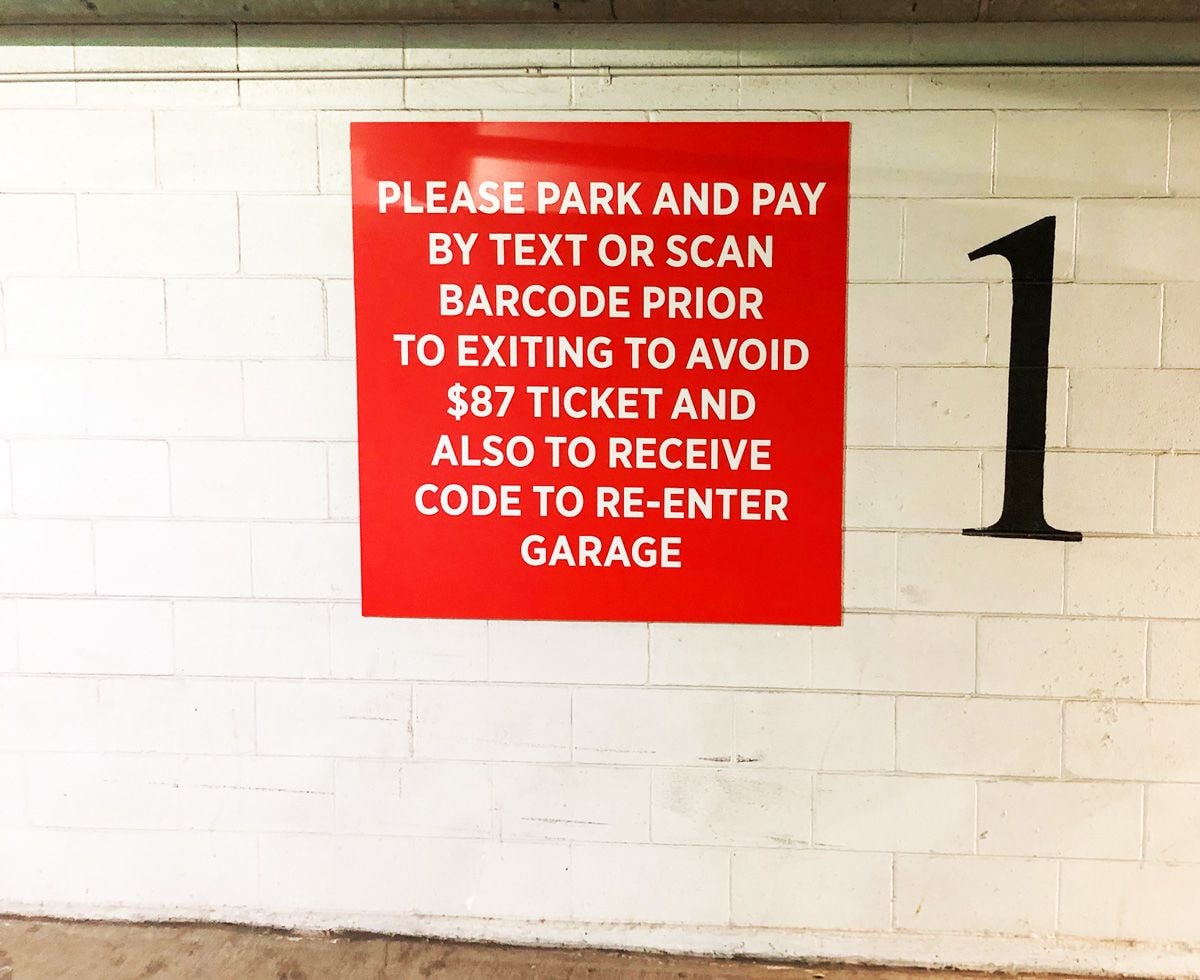 PLEASE PARK AND PAY
BY TEXT OR SCAN
BARCODE PRIOR
TO EXITING TO AVOID
$87 TICKET AND
ALSO TO RECEIVE
CODE TO RE-ENTER
GARAGE
1